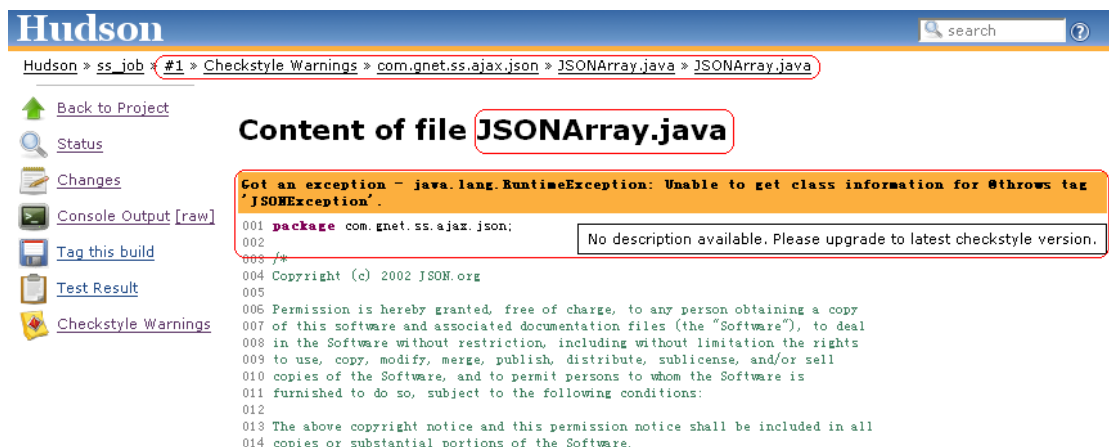 Hudson
search
Hudson » ss_job » #1 » Checkstyle Warnings » com.gnet.ss.ajax.json » JSONArray.java » JSONArray.java
Back to Project
Status
Changes
Console Output [raw]
Tag this build
Test Result
Checkstyle Warnings
Content of file JSONArray.java
Got an exception - java.lang.RuntimeException: Unable to get class information for @throws tag
'JSONException'.
001 package com.gnet.ss.ajax.json;
002
No description available. Please upgrade to latest checkstyle version.
003 /*
004 Copyright (c) 2002 JSON.org
005
006 Permission is hereby granted, free of charge, to any person obtaining a copy
007 of this software and associated documentation files (the "Software"), to deal
008 in the Software without restriction, including without limitation the rights
009 to use, copy, modify, merge, publish, distribute, sublicense, and/or sell
010 copies of the Software, and to permit persons to whom the Software is
011 furnished to do so, subject to the following conditions:
012
013 The above copyright notice and this permission notice shall be included in all
014 copies or substantial portions of the Software.